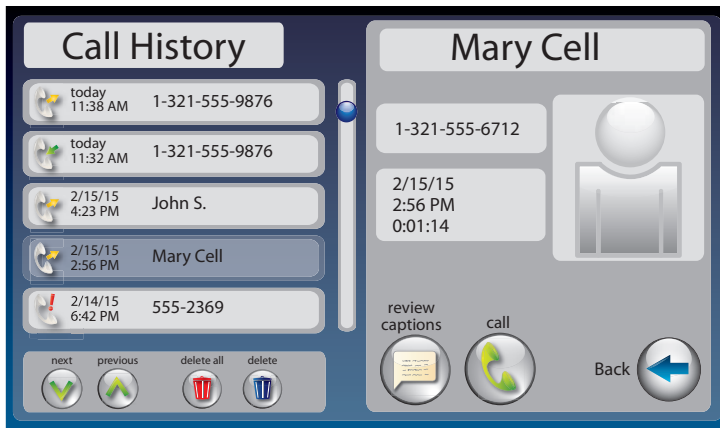 Call History
today
11:38 AM
1-321-555-9876
today
11:32 AM
1-321-555-9876
2/15/15
4:23 PM
John S.
2/15/15
2:56 PM
Mary Cell
2/14/15
6:42 PM
555-2369
next
previous
delete all
delete
Mary Cell
1-321-555-6712
2/15/15
2:56 PM
0:01:14
review
captions
call
Back